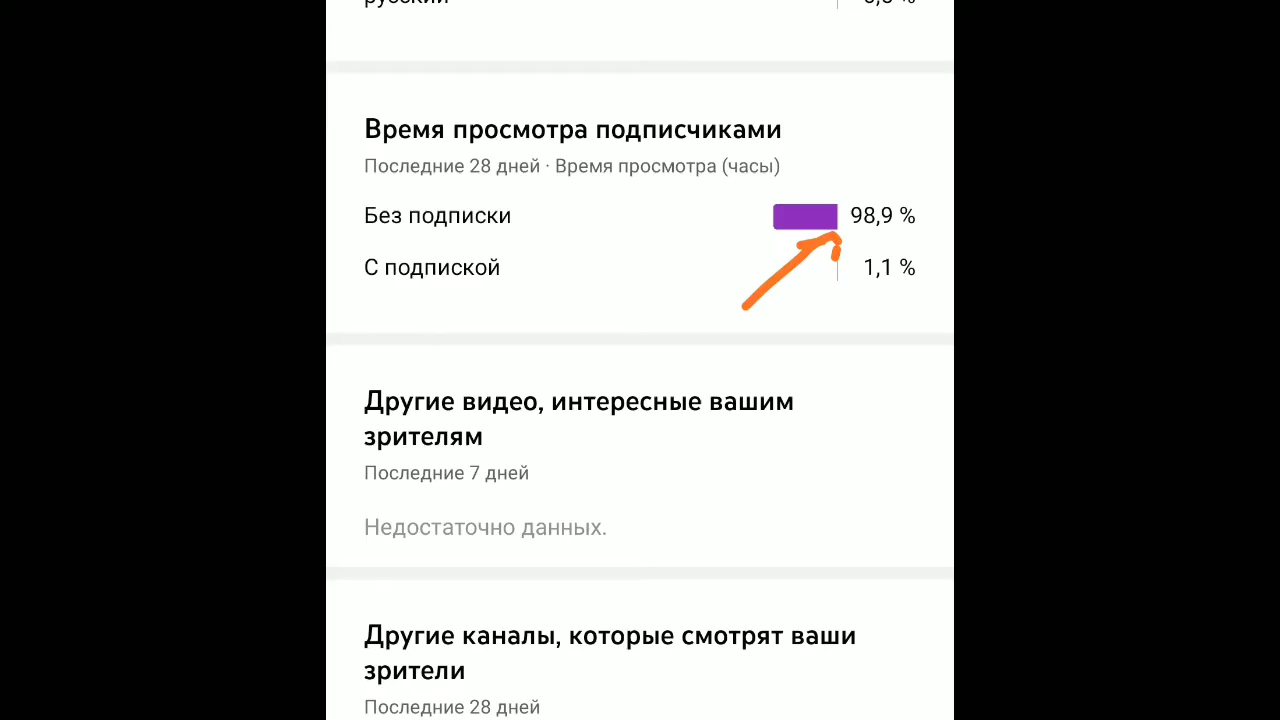 русский
Время просмотра подписчиками
Последние 28 дней · Время просмотра (часы)
Без подписки 98,9 %
С подпиской 1,1 %
Другие видео, интересные вашим
зрителям
Последние 7 дней
Недостаточно данных.
Другие каналы, которые смотрят ваши
зрители
Последние 28 дней